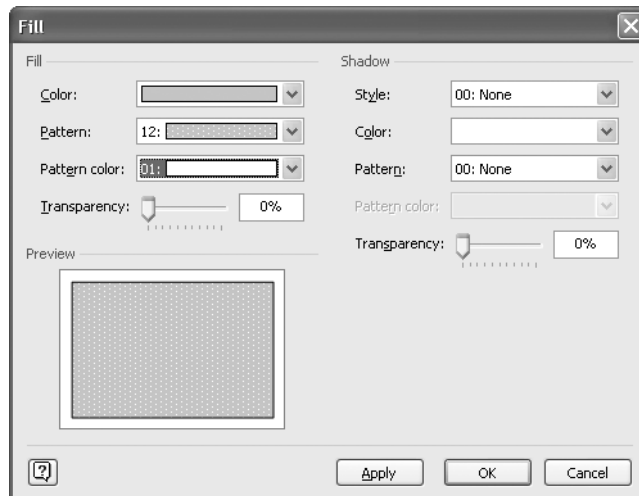 Fill
Fill
Color:
Pattern: 12:
Pattern color: 01:
Transparency: 0%
Preview
Shadow
Style: 00: None
Color:
Pattern: 00: None
Pattern color:
Transparency: 0%
Apply OK Cancel